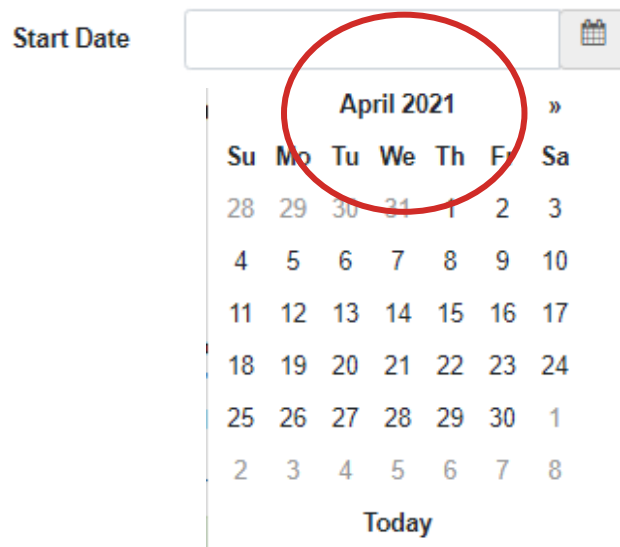 Start Date
April 2021 »
Su Mo Tu We Th Fr Sa
28 29 30 31 1 2 3
4 5 6 7 8 9 10
11 12 13 14 15 16 17
18 19 20 21 22 23 24
25 26 27 28 29 30 1
2 3 4 5 6 7 8
Today